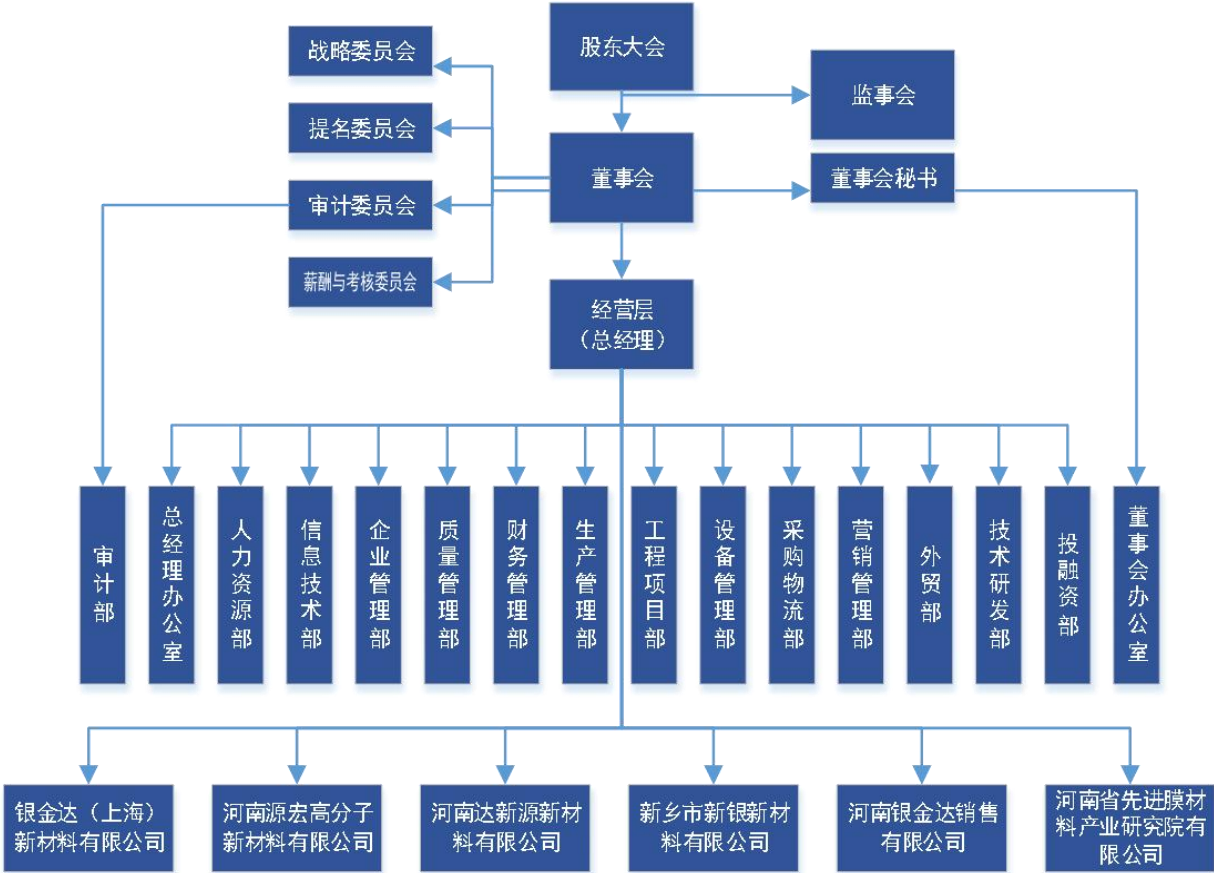 战略委员会
股东大会
监事会
提名委员会
董事会
董事会秘书
审计委员会
薪酬与考核委员会
经营层
（总经理）
审计部
总经理办公室
人力资源部
信息技术部
企业管理部
质量管理部
财务管理部
生产管理部
工程项目部
设备管理部
采购物流部
营销管理部
外贸部
技术研发部
投融资部
董事会办公室
银金达（上海）
新材料有限公司
河南源宏高分子
新材料有限公司
河南达新源新材
料有限公司
新乡市新银新材
料有限公司
河南银金达销售
有限公司
河南省先进膜材
料产业研究院有
限公司